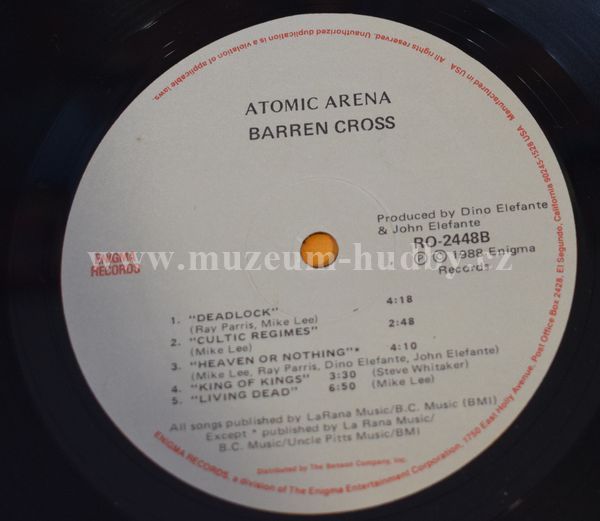 Manufactured in USA. All rights reserved. Unauthorized duplication is a violation of applicable laws.
ATOMIC ARENA
BARREN CROSS
Produced by Dino Elefante
& John Elefante
RO-2448B
℗ © 1988 Enigma
Records.
ENIGMA
RECORDS
www.muzeum-hudby.cz
1. "DEADLOCK" 4:18
(Ray Parris, Mike Lee)
2. "CULTIC REGIMES" 2:48
(Mike Lee)
3. "HEAVEN OR NOTHING"* 4:10
(Mike Lee, Ray Parris, Dino Elefante, John Elefante)
4. "KING OF KINGS" 3:30 (Steve Whitaker)
5. "LIVING DEAD" 6:50 (Mike Lee)
All songs published by LaRana Music/B.C. Music (BMI)
Except * published by La Rana Music/
B.C. Music/Uncle Pitts Music/BMI
Distributed by The Benson Company, Inc.
ENIGMA RECORDS, a division of The Enigma Entertainment Corporation, 1750 East Holly Avenue, Post Office Box 2428, El Segundo, California 90245-1528 USA